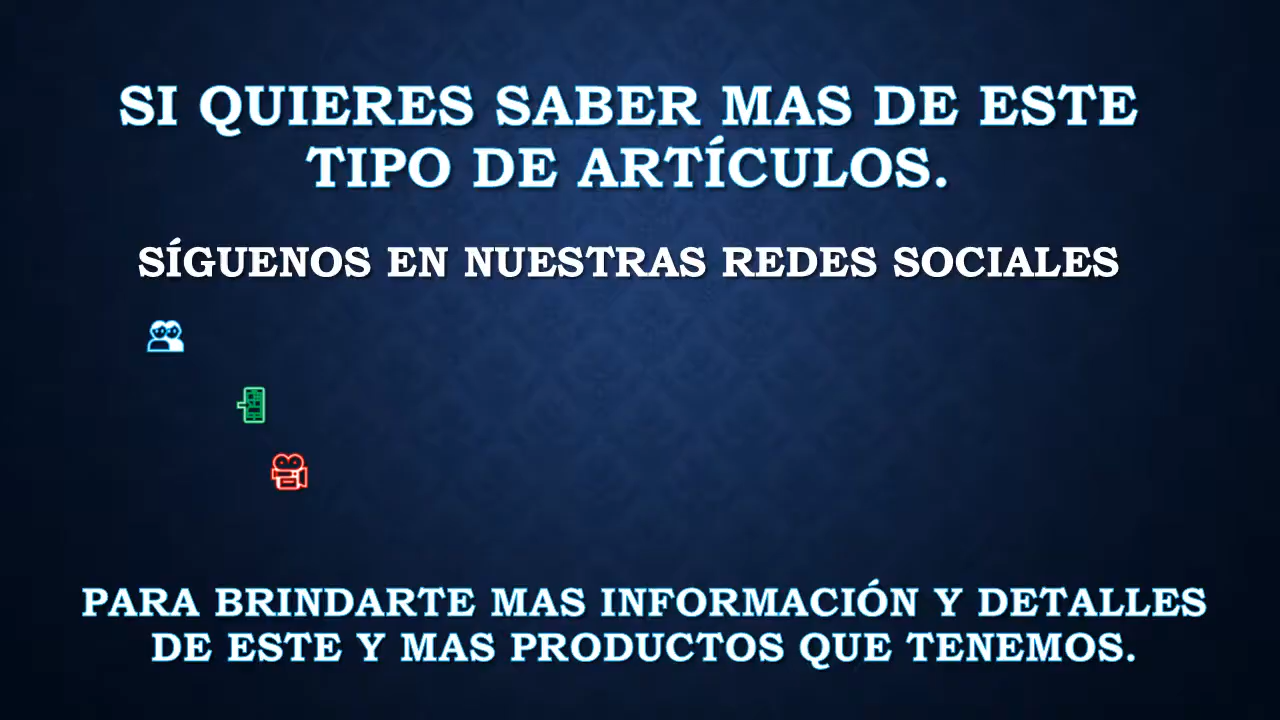 SI QUIERES SABER MAS DE ESTE
TIPO DE ARTÍCULOS.
SÍGUENOS EN NUESTRAS REDES SOCIALES
PARA BRINDARTE MAS INFORMACIÓN Y DETALLES
DE ESTE Y MAS PRODUCTOS QUE TENEMOS.